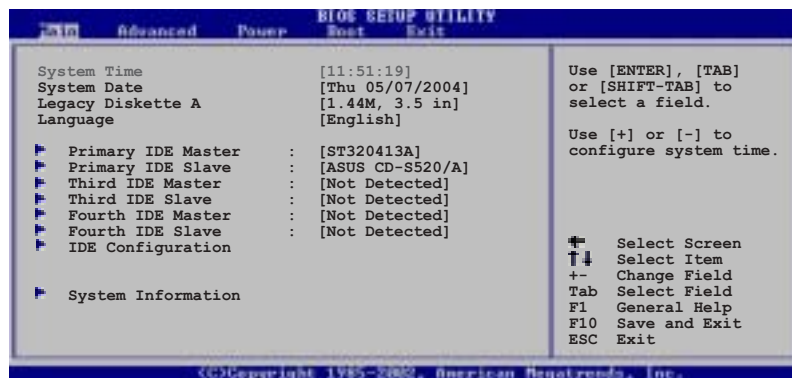 BIOS SETUP UTILITY
Main Advanced Power Boot Exit
System Time [11:51:19]
System Date [Thu 05/07/2004]
Legacy Diskette A [1.44M, 3.5 in]
Language [English]
Primary IDE Master : [ST320413A]
Primary IDE Slave : [ASUS CD-S520/A]
Third IDE Master : [Not Detected]
Third IDE Slave : [Not Detected]
Fourth IDE Master : [Not Detected]
Fourth IDE Slave : [Not Detected]
IDE Configuration
System Information
Use [ENTER], [TAB]
or [SHIFT-TAB] to
select a field.
Use [+] or [-] to
configure system time.
Select Screen
Select Item
+- Change Field
Tab Select Field
F1 General Help
F10 Save and Exit
ESC Exit
(C)Copyright 1985-2002, American Megatrends, Inc.